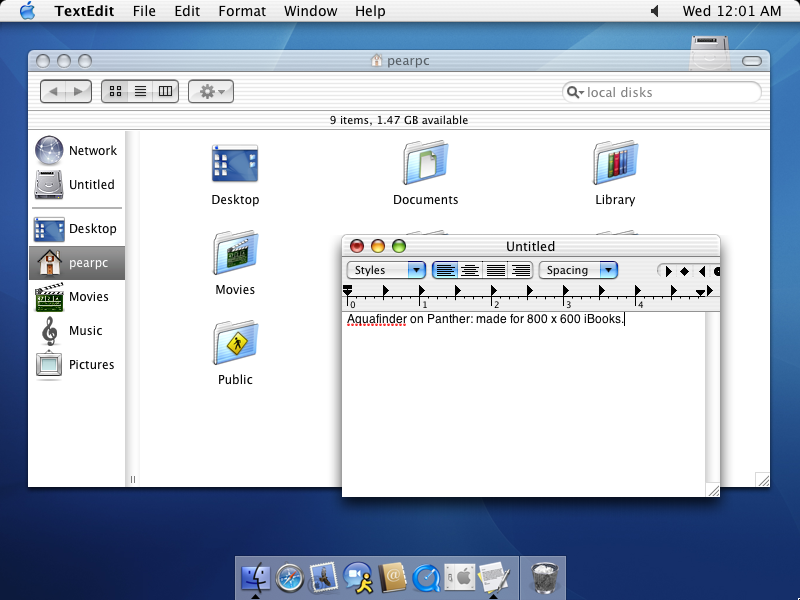 TextEdit File Edit Format Window Help Wed 12:01 AM
pearpc
local disks
9 items, 1.47 GB available
Network
Untitled
Desktop
pearpc
Movies
Music
Pictures
Desktop Documents Library
Movies
Public
Untitled
Styles Spacing
0 1 2 3 4
Aquafinder on Panther: made for 800 x 600 iBooks.